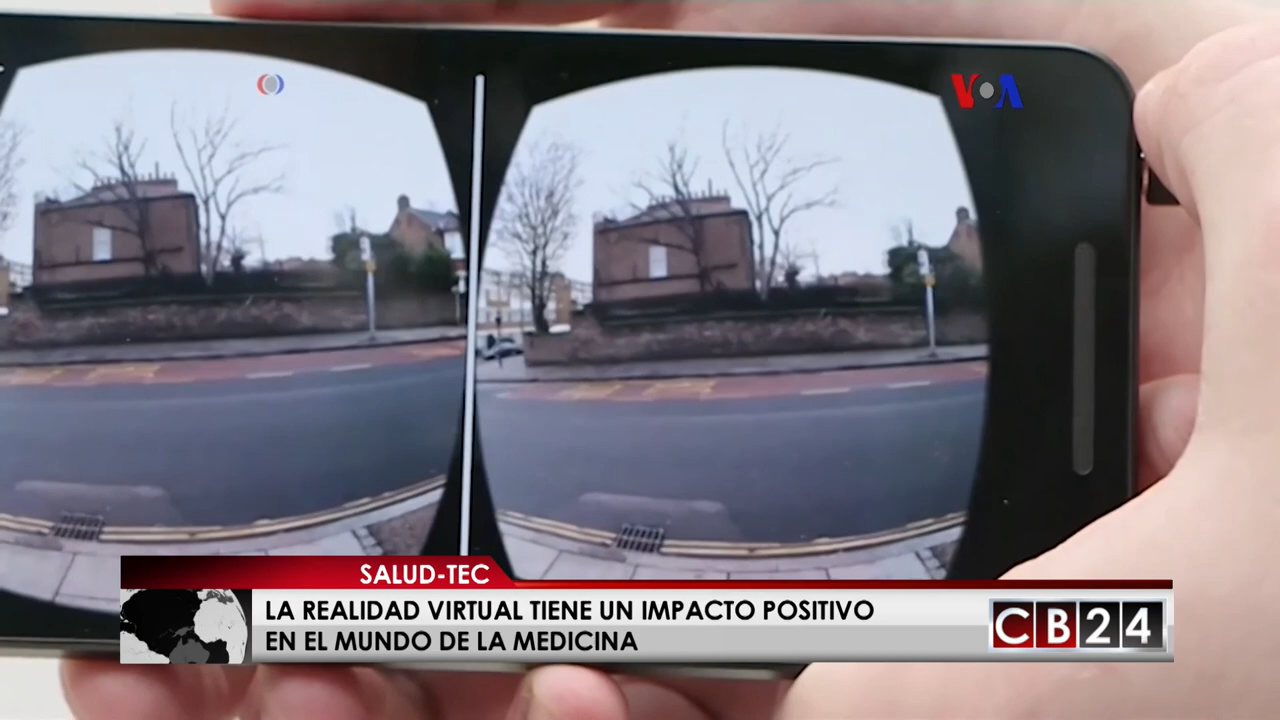 VOA
SALUD-TEC
LA REALIDAD VIRTUAL TIENE UN IMPACTO POSITIVO
EN EL MUNDO DE LA MEDICINA
CB24